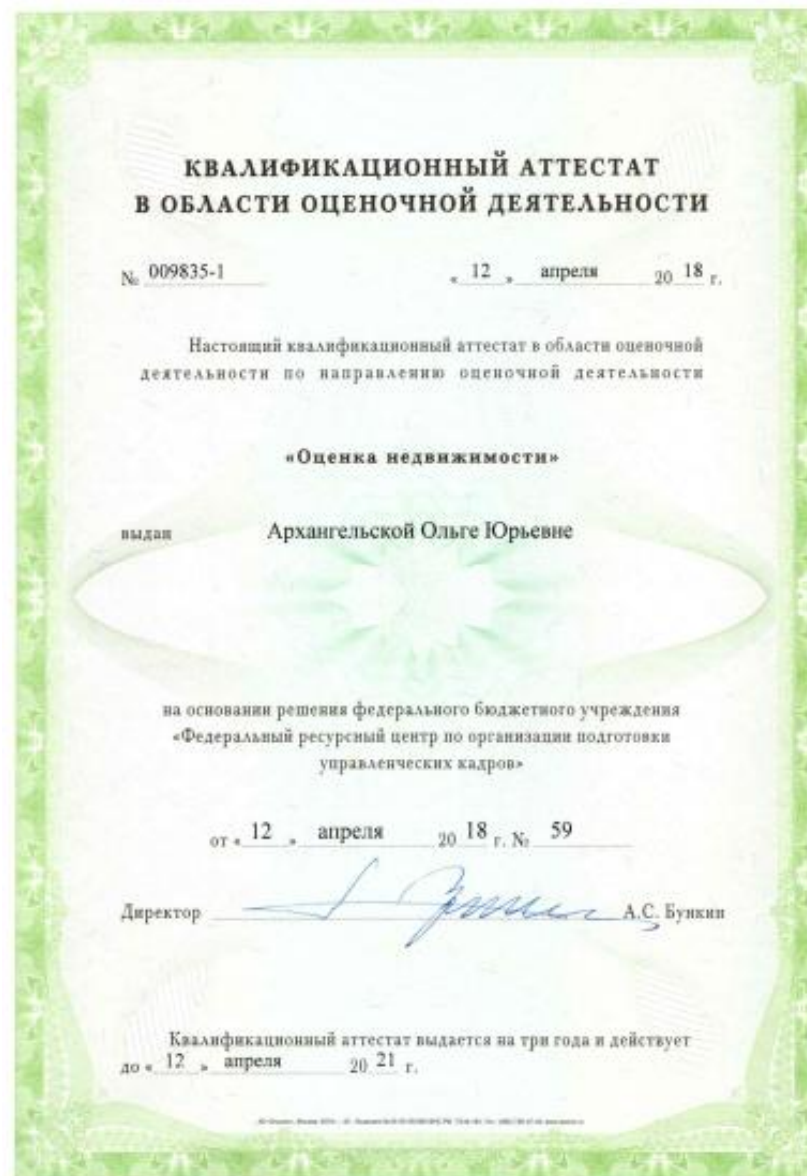 КВАЛИФИКАЦИОННЫЙ АТТЕСТАТ
В ОБЛАСТИ ОЦЕНОЧНОЙ ДЕЯТЕЛЬНОСТИ
№ 009835-1 « 12 » апреля 20 18 г.
Настоящий квалификационный аттестат в области оценочной
деятельности по направлению оценочной деятельности
«Оценка недвижимости»
выдан Архангельской Ольге Юрьевне
на основании решения федерального бюджетного учреждения
«Федеральный ресурсный центр по организации подготовки
управленческих кадров»
от « 12 » апреля 20 18 г. № 59
Директор А.С. Бункин
Квалификационный аттестат выдается на три года и действует
до « 12 » апреля 20 21 г.